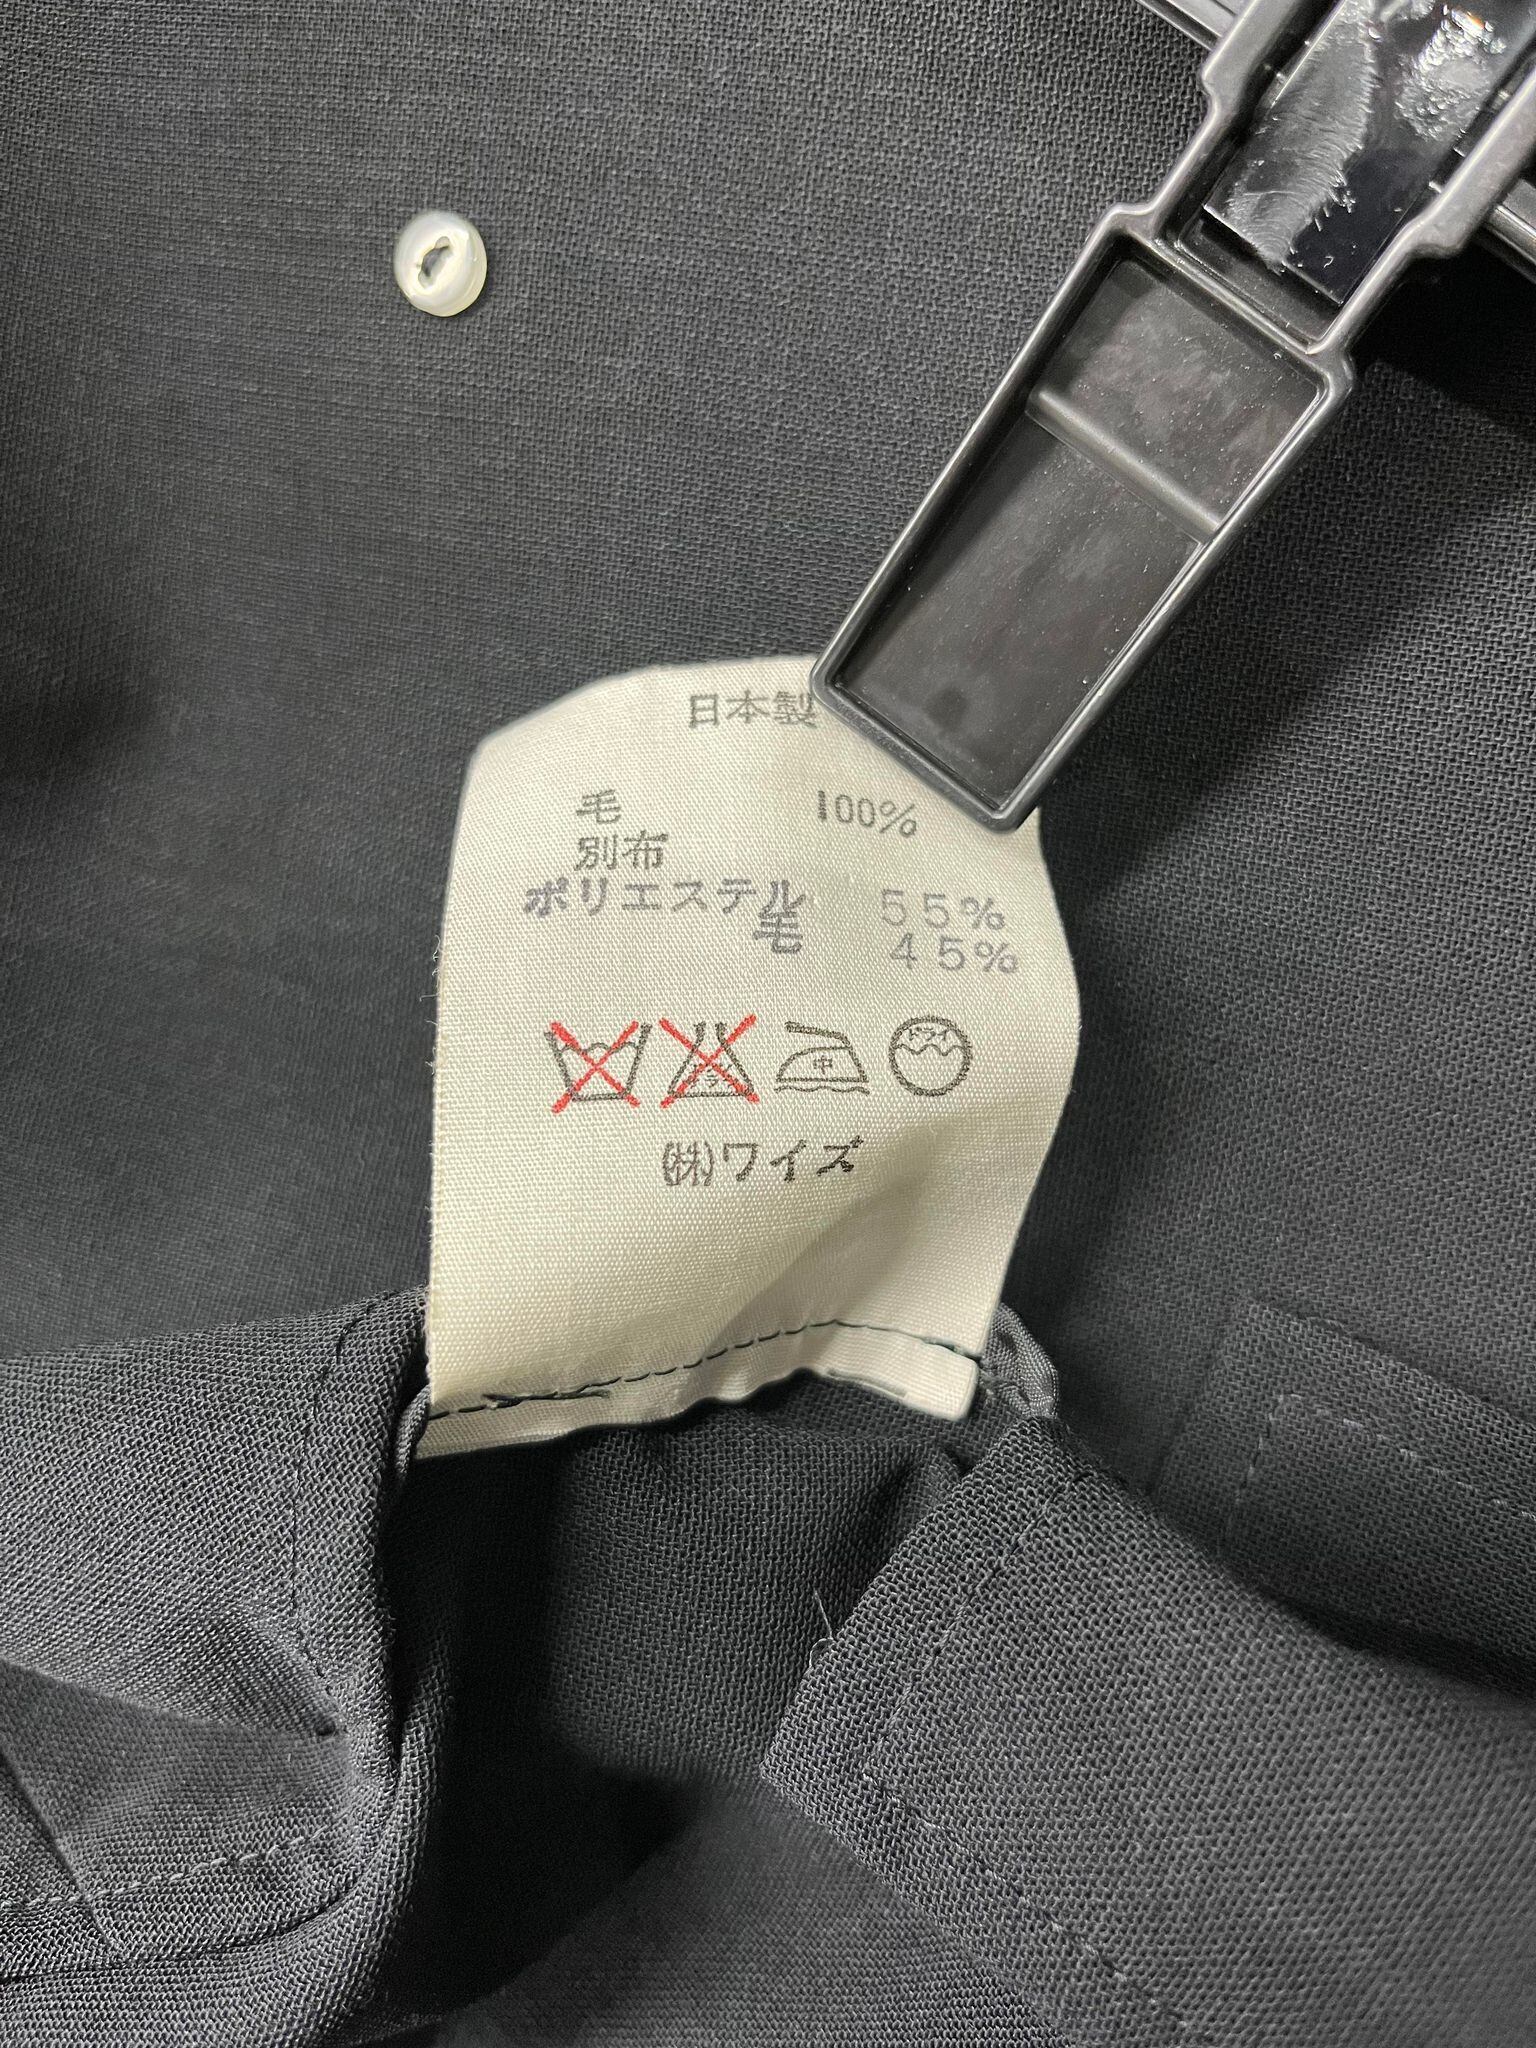 日本製
毛 100%
別布
ポリエステル 55%
毛 45%
中 ドライ
(株)ワイズ